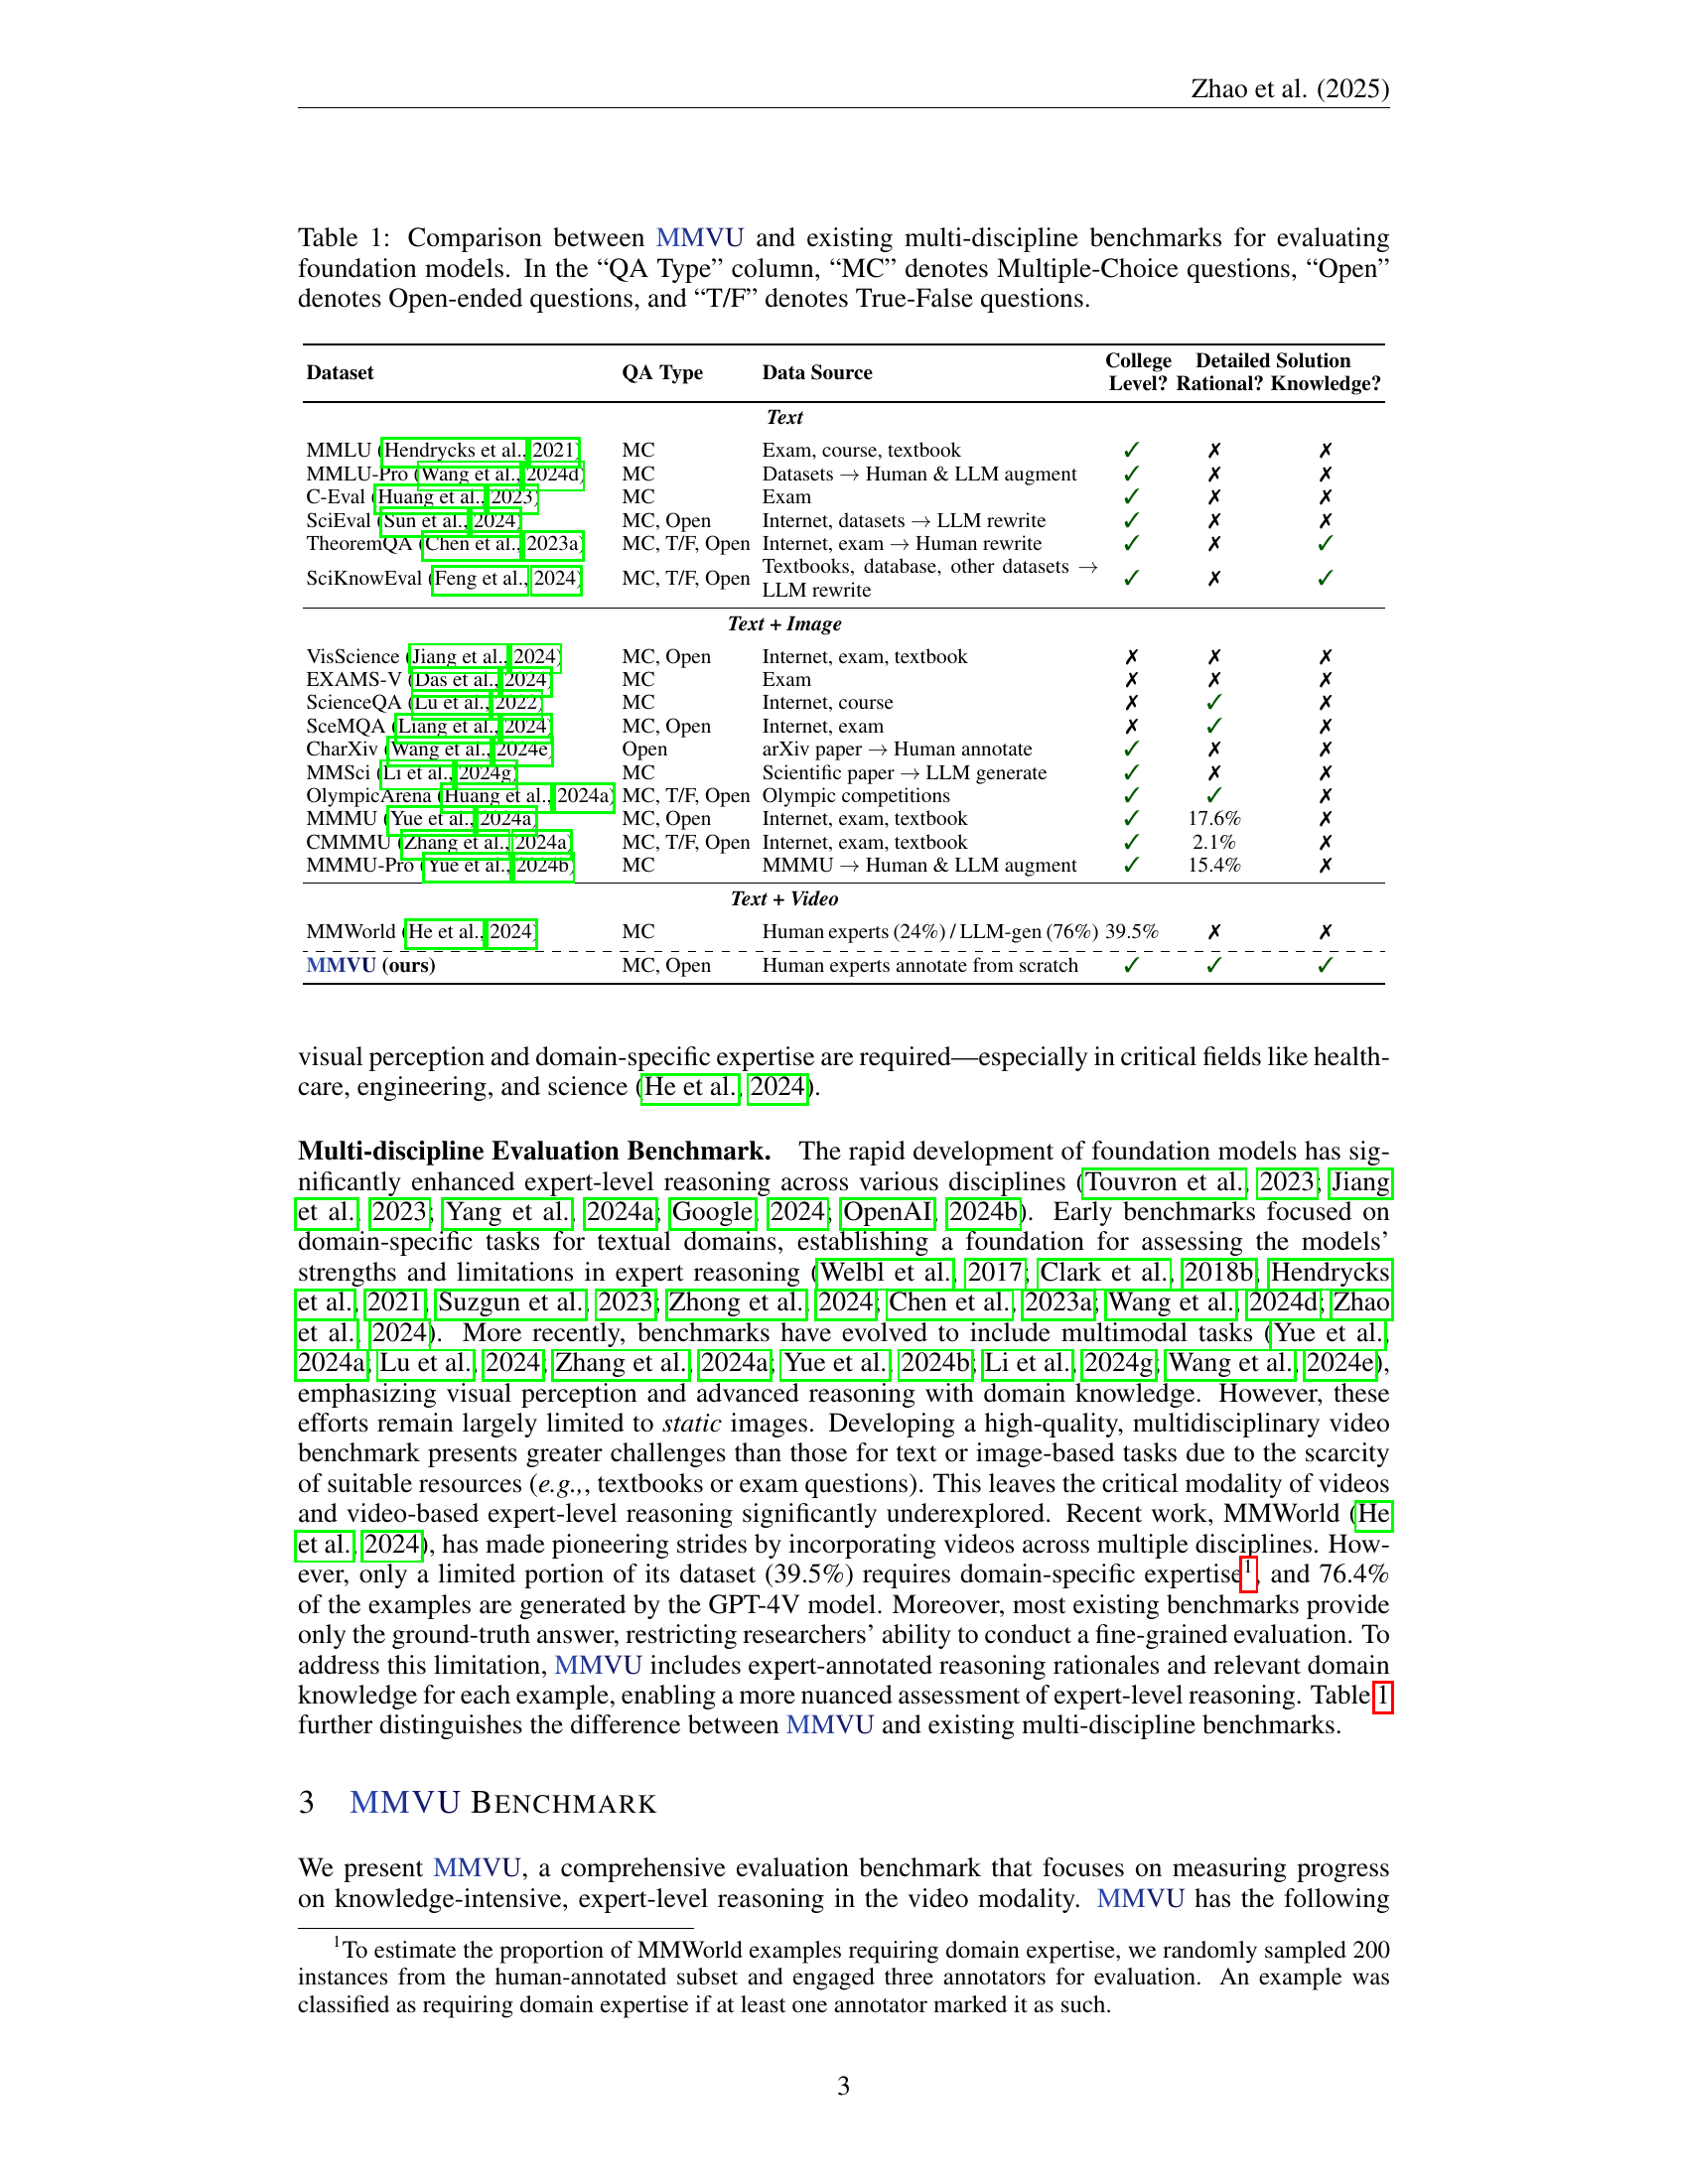 Zhao et al. (2025)
Table 1: Comparison between MMVU and existing multi-discipline benchmarks for evaluating
foundation models. In the “QA Type” column, “MC” denotes Multiple-Choice questions, “Open”
denotes Open-ended questions, and “T/F” denotes True-False questions.
Dataset QA Type Data Source College Level? Detailed Solution Rational? Knowledge?
Text
MMLU (Hendrycks et al., 2021) MC Exam, course, textbook ✓ ✗ ✗
MMLU-Pro (Wang et al., 2024d) MC Datasets → Human & LLM augment ✓ ✗ ✗
C-Eval (Huang et al., 2023) MC Exam ✓ ✗ ✗
SciEval (Sun et al., 2024) MC, Open Internet, datasets → LLM rewrite ✓ ✗ ✗
TheoremQA (Chen et al., 2023a) MC, T/F, Open Internet, exam → Human rewrite ✓ ✗ ✓
SciKnowEval (Feng et al., 2024) MC, T/F, Open Textbooks, database, other datasets → LLM rewrite ✓ ✗ ✓
Text + Image
VisScience (Jiang et al., 2024) MC, Open Internet, exam, textbook ✗ ✗ ✗
EXAMS-V (Das et al., 2024) MC Exam ✗ ✗ ✗
ScienceQA (Lu et al., 2022) MC Internet, course ✗ ✓ ✗
SceMQA (Liang et al., 2024) MC, Open Internet, exam ✗ ✓ ✗
CharXiv (Wang et al., 2024e) Open arXiv paper → Human annotate ✓ ✗ ✗
MMSci (Li et al., 2024g) MC Scientific paper → LLM generate ✓ ✗ ✗
OlympicArena (Huang et al., 2024a) MC, T/F, Open Olympic competitions ✓ ✓ ✗
MMMU (Yue et al., 2024a) MC, Open Internet, exam, textbook ✓ 17.6% ✗
CMMMU (Zhang et al., 2024a) MC, T/F, Open Internet, exam, textbook ✓ 2.1% ✗
MMMU-Pro (Yue et al., 2024b) MC MMMU → Human & LLM augment ✓ 15.4% ✗
Text + Video
MMWorld (He et al., 2024) MC Human experts (24%) / LLM-gen (76%) 39.5% ✗ ✗
MMVU (ours) MC, Open Human experts annotate from scratch ✓ ✓ ✓
visual perception and domain-specific expertise are required—especially in critical fields like health-
care, engineering, and science (He et al., 2024).
Multi-discipline Evaluation Benchmark. The rapid development of foundation models has sig-
nificantly enhanced expert-level reasoning across various disciplines (Touvron et al., 2023; Jiang
et al., 2023; Yang et al., 2024a; Google, 2024; OpenAI, 2024b). Early benchmarks focused on
domain-specific tasks for textual domains, establishing a foundation for assessing the models’
strengths and limitations in expert reasoning (Welbl et al., 2017; Clark et al., 2018b; Hendrycks
et al., 2021; Suzgun et al., 2023; Zhong et al., 2024; Chen et al., 2023a; Wang et al., 2024d; Zhao
et al., 2024). More recently, benchmarks have evolved to include multimodal tasks (Yue et al.,
2024a; Lu et al., 2024; Zhang et al., 2024a; Yue et al., 2024b; Li et al., 2024g; Wang et al., 2024e),
emphasizing visual perception and advanced reasoning with domain knowledge. However, these
efforts remain largely limited to static images. Developing a high-quality, multidisciplinary video
benchmark presents greater challenges than those for text or image-based tasks due to the scarcity
of suitable resources (e.g.,, textbooks or exam questions). This leaves the critical modality of videos
and video-based expert-level reasoning significantly underexplored. Recent work, MMWorld (He
et al., 2024), has made pioneering strides by incorporating videos across multiple disciplines. How-
ever, only a limited portion of its dataset (39.5%) requires domain-specific expertise1, and 76.4%
of the examples are generated by the GPT-4V model. Moreover, most existing benchmarks provide
only the ground-truth answer, restricting researchers’ ability to conduct a fine-grained evaluation. To
address this limitation, MMVU includes expert-annotated reasoning rationales and relevant domain
knowledge for each example, enabling a more nuanced assessment of expert-level reasoning. Table 1
further distinguishes the difference between MMVU and existing multi-discipline benchmarks.
3 MMVU BENCHMARK
We present MMVU, a comprehensive evaluation benchmark that focuses on measuring progress
on knowledge-intensive, expert-level reasoning in the video modality. MMVU has the following
1To estimate the proportion of MMWorld examples requiring domain expertise, we randomly sampled 200
instances from the human-annotated subset and engaged three annotators for evaluation. An example was
classified as requiring domain expertise if at least one annotator marked it as such.
3